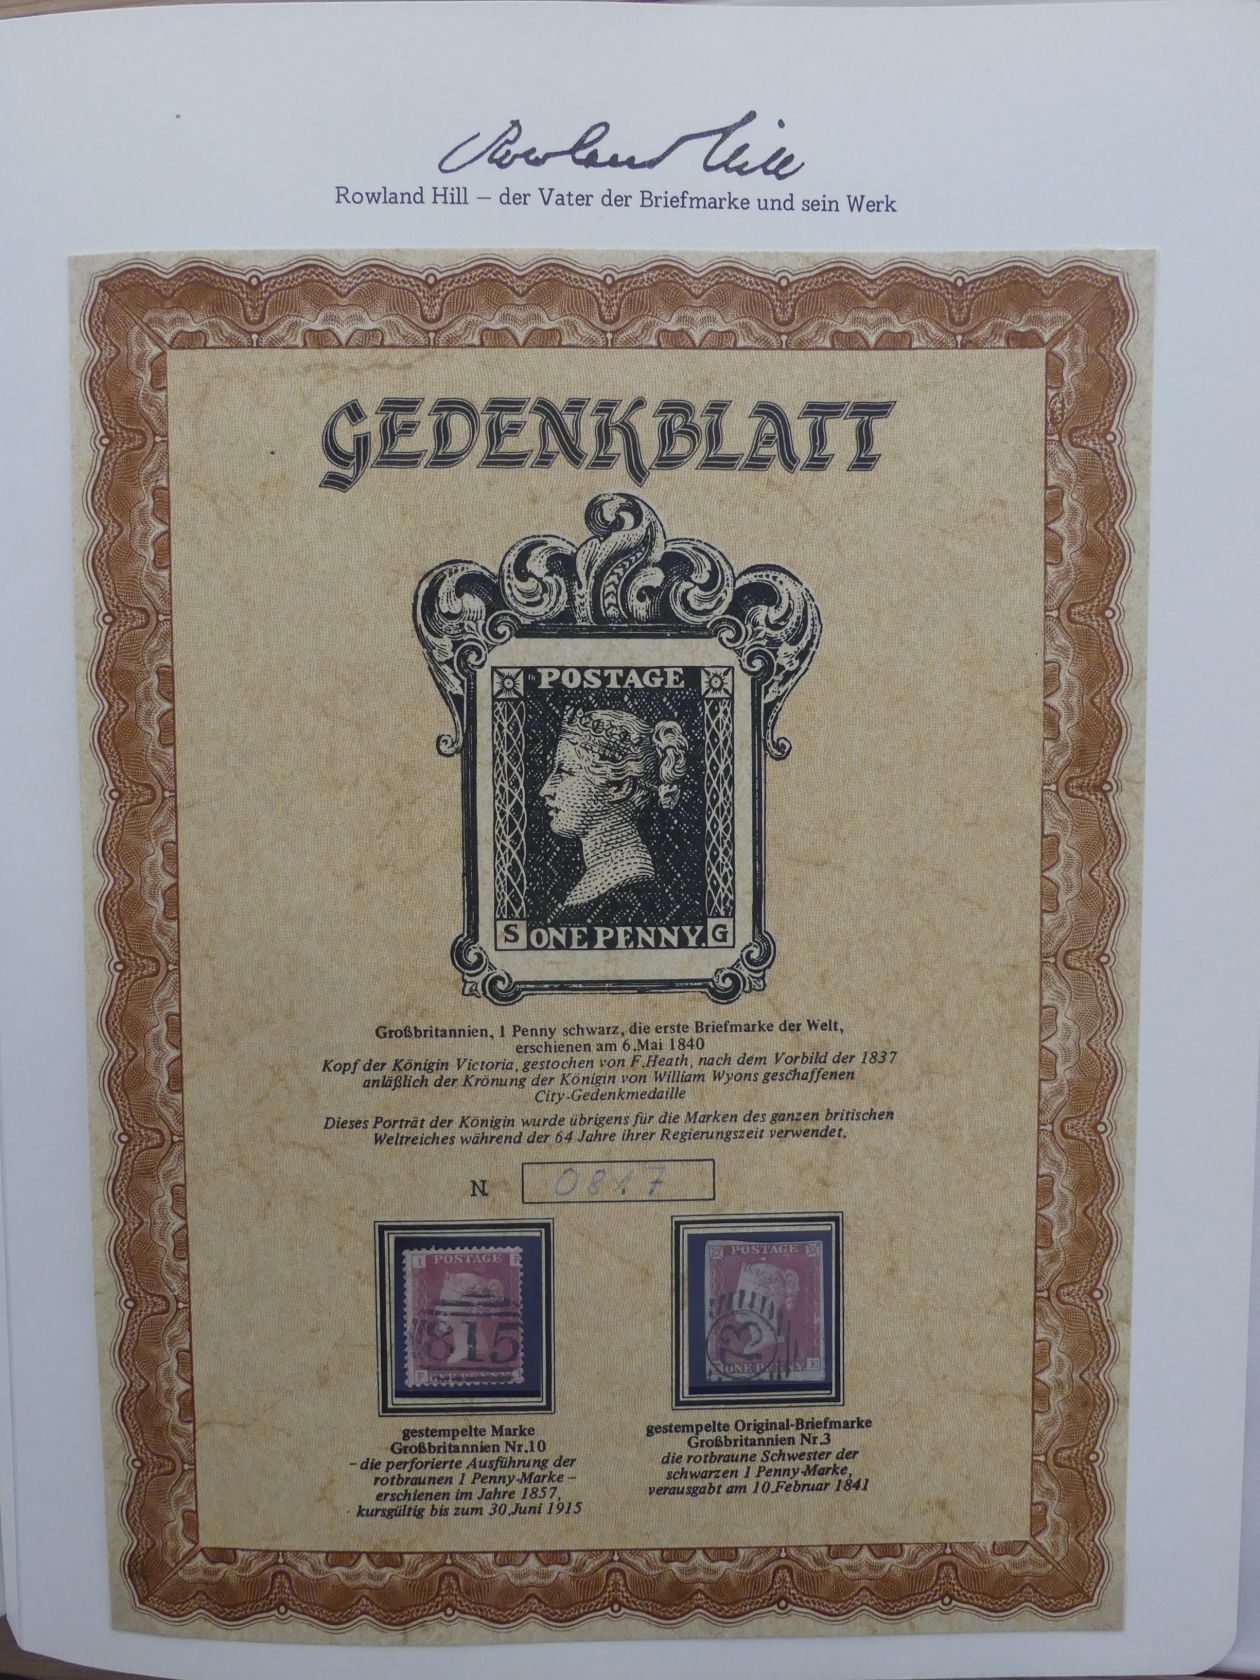 Rowland Hill
Rowland Hill – der Vater der Briefmarke und sein Werk
GEDENKBLATT
POSTAGE
S ONE PENNY. G
Großbritannien, 1 Penny schwarz, die erste Briefmarke der Welt,
erschienen am 6.Mai 1840
Kopf der Königin Victoria, gestochen von F.Heath, nach dem Vorbild der 1837
anläßlich der Krönung der Königin von William Wyons geschaffenen
City-Gedenkmedaille
Dieses Porträt der Königin wurde übrigens für die Marken des ganzen britischen
Weltreiches während der 64 Jahre ihrer Regierungszeit verwendet.
N. 0817
I POSTAGE F
815
F
POSTAGE
2
ONE PENNY E
gestempelte Marke
Großbritannien Nr.10
– die perforierte Ausführung der
rotbraunen 1 Penny-Marke –
erschienen im Jahre 1857,
kursgültig bis zum 30.Juni 1915
gestempelte Original-Briefmarke
Großbritannien Nr.3
die rotbraune Schwester der
schwarzen 1 Penny-Marke,
verausgabt am 10.Februar 1841